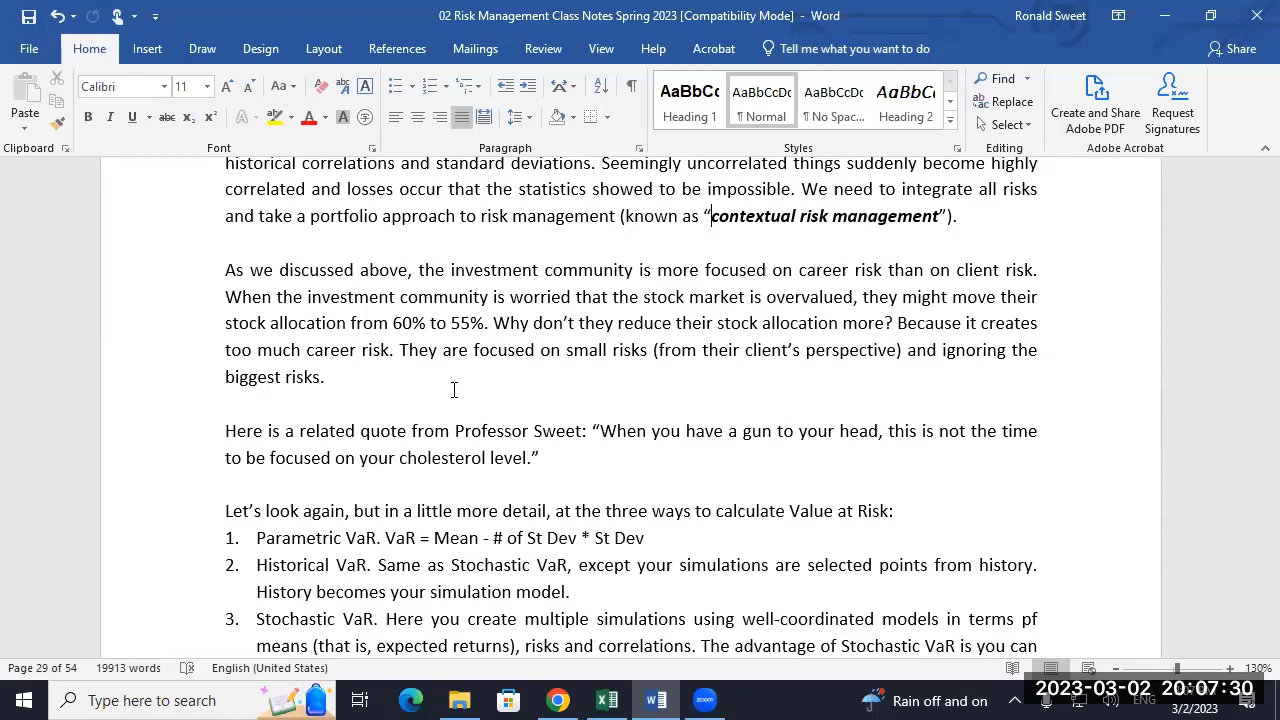 02 Risk Management Class Notes Spring 2023 [Compatibility Mode] - Word
Ronald Sweet
File Home Insert Draw Design Layout References Mailings Review View Help Acrobat Tell me what you want to do Share
Paste
Calibri 11
Find
Replace
Select
AaBbCc AaBbCcDc AaBbCcDc AaBbCc
Heading 1 ¶ Normal ¶ No Spac... Heading 2
Create and Share Adobe PDF
Request Signatures
Clipboard Font Paragraph Styles Editing Adobe Acrobat
historical correlations and standard deviations. Seemingly uncorrelated things suddenly become highly
correlated and losses occur that the statistics showed to be impossible. We need to integrate all risks
and take a portfolio approach to risk management (known as “contextual risk management”).
As we discussed above, the investment community is more focused on career risk than on client risk.
When the investment community is worried that the stock market is overvalued, they might move their
stock allocation from 60% to 55%. Why don’t they reduce their stock allocation more? Because it creates
too much career risk. They are focused on small risks (from their client’s perspective) and ignoring the
biggest risks.
Here is a related quote from Professor Sweet: “When you have a gun to your head, this is not the time
to be focused on your cholesterol level.”
Let’s look again, but in a little more detail, at the three ways to calculate Value at Risk:
1. Parametric VaR. VaR = Mean - # of St Dev * St Dev
2. Historical VaR. Same as Stochastic VaR, except your simulations are selected points from history.
History becomes your simulation model.
3. Stochastic VaR. Here you create multiple simulations using well-coordinated models in terms pf
means (that is, expected returns), risks and correlations. The advantage of Stochastic VaR is you can
Page 29 of 54 19913 words English (United States) 130%
Type here to search
Rain off and on
ENG
2023-03-02 20:07:30
3/2/2023